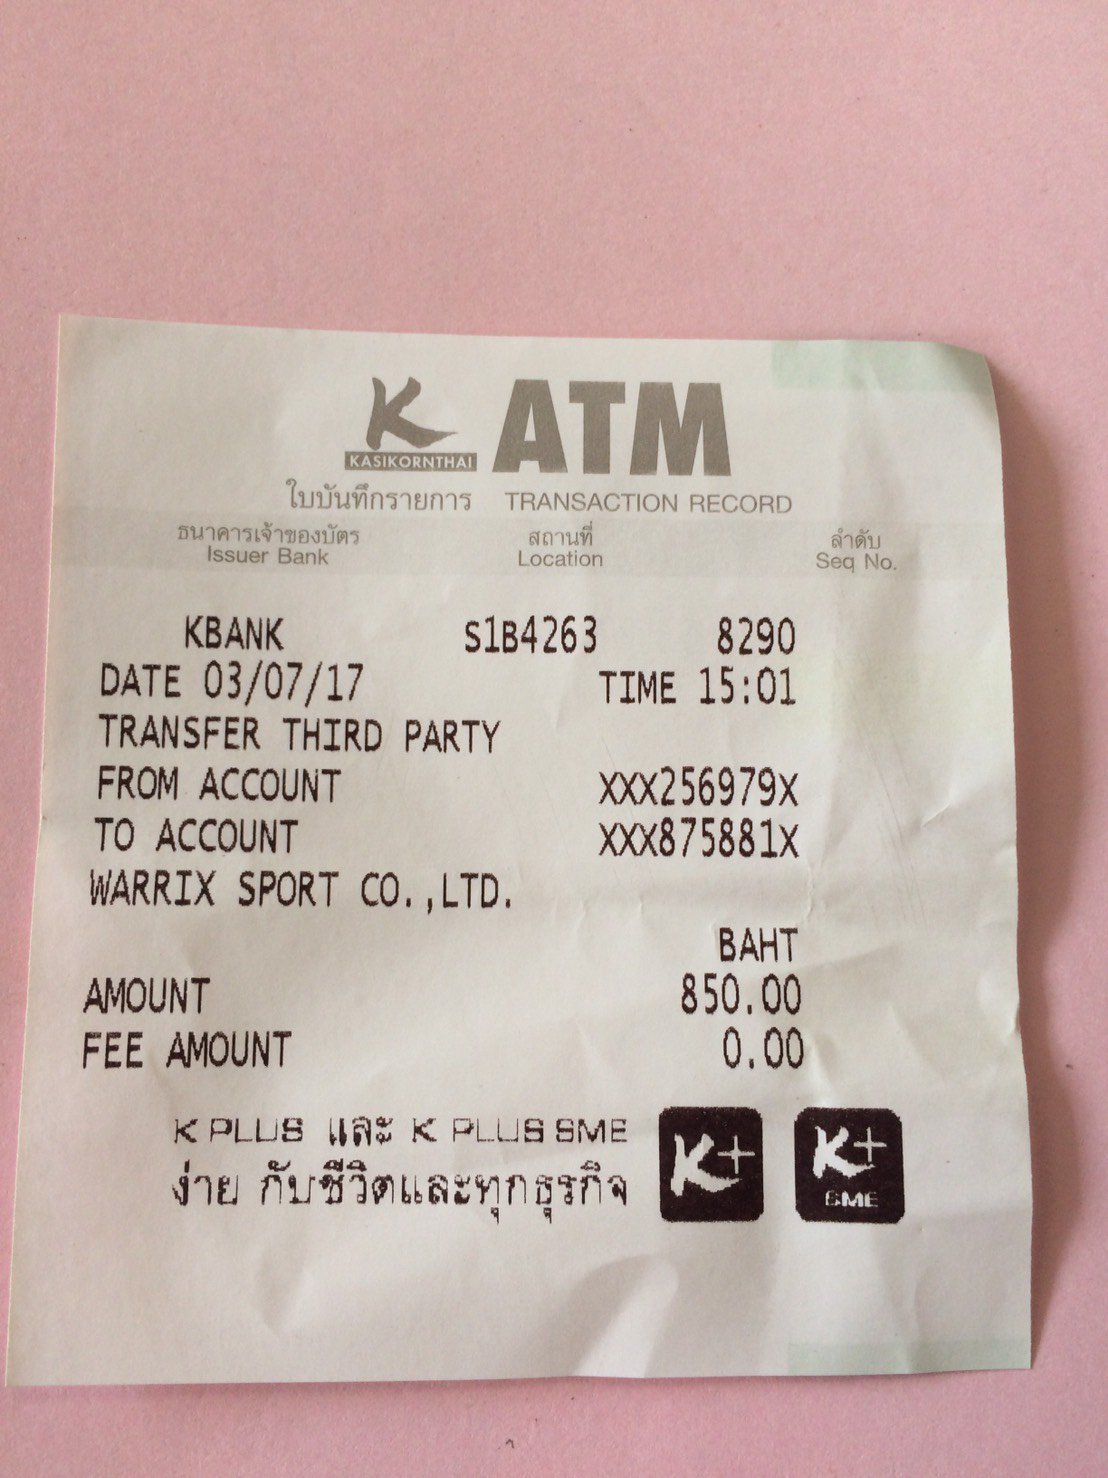 K ATM
KASIKORNTHAI
ใบบันทึกรายการ TRANSACTION RECORD
ธนาคารเจ้าของบัตร สถานที่ ลำดับ
Issuer Bank Location Seq No.
KBANK S1B4263 8290
DATE 03/07/17 TIME 15:01
TRANSFER THIRD PARTY
FROM ACCOUNT XXX256979X
TO ACCOUNT XXX875881X
WARRIX SPORT CO.,LTD.
BAHT
AMOUNT 850.00
FEE AMOUNT 0.00
K PLUS และ K PLUS SME K+ K+
ง่าย กับชีวิตและทุกธุรกิจ SME